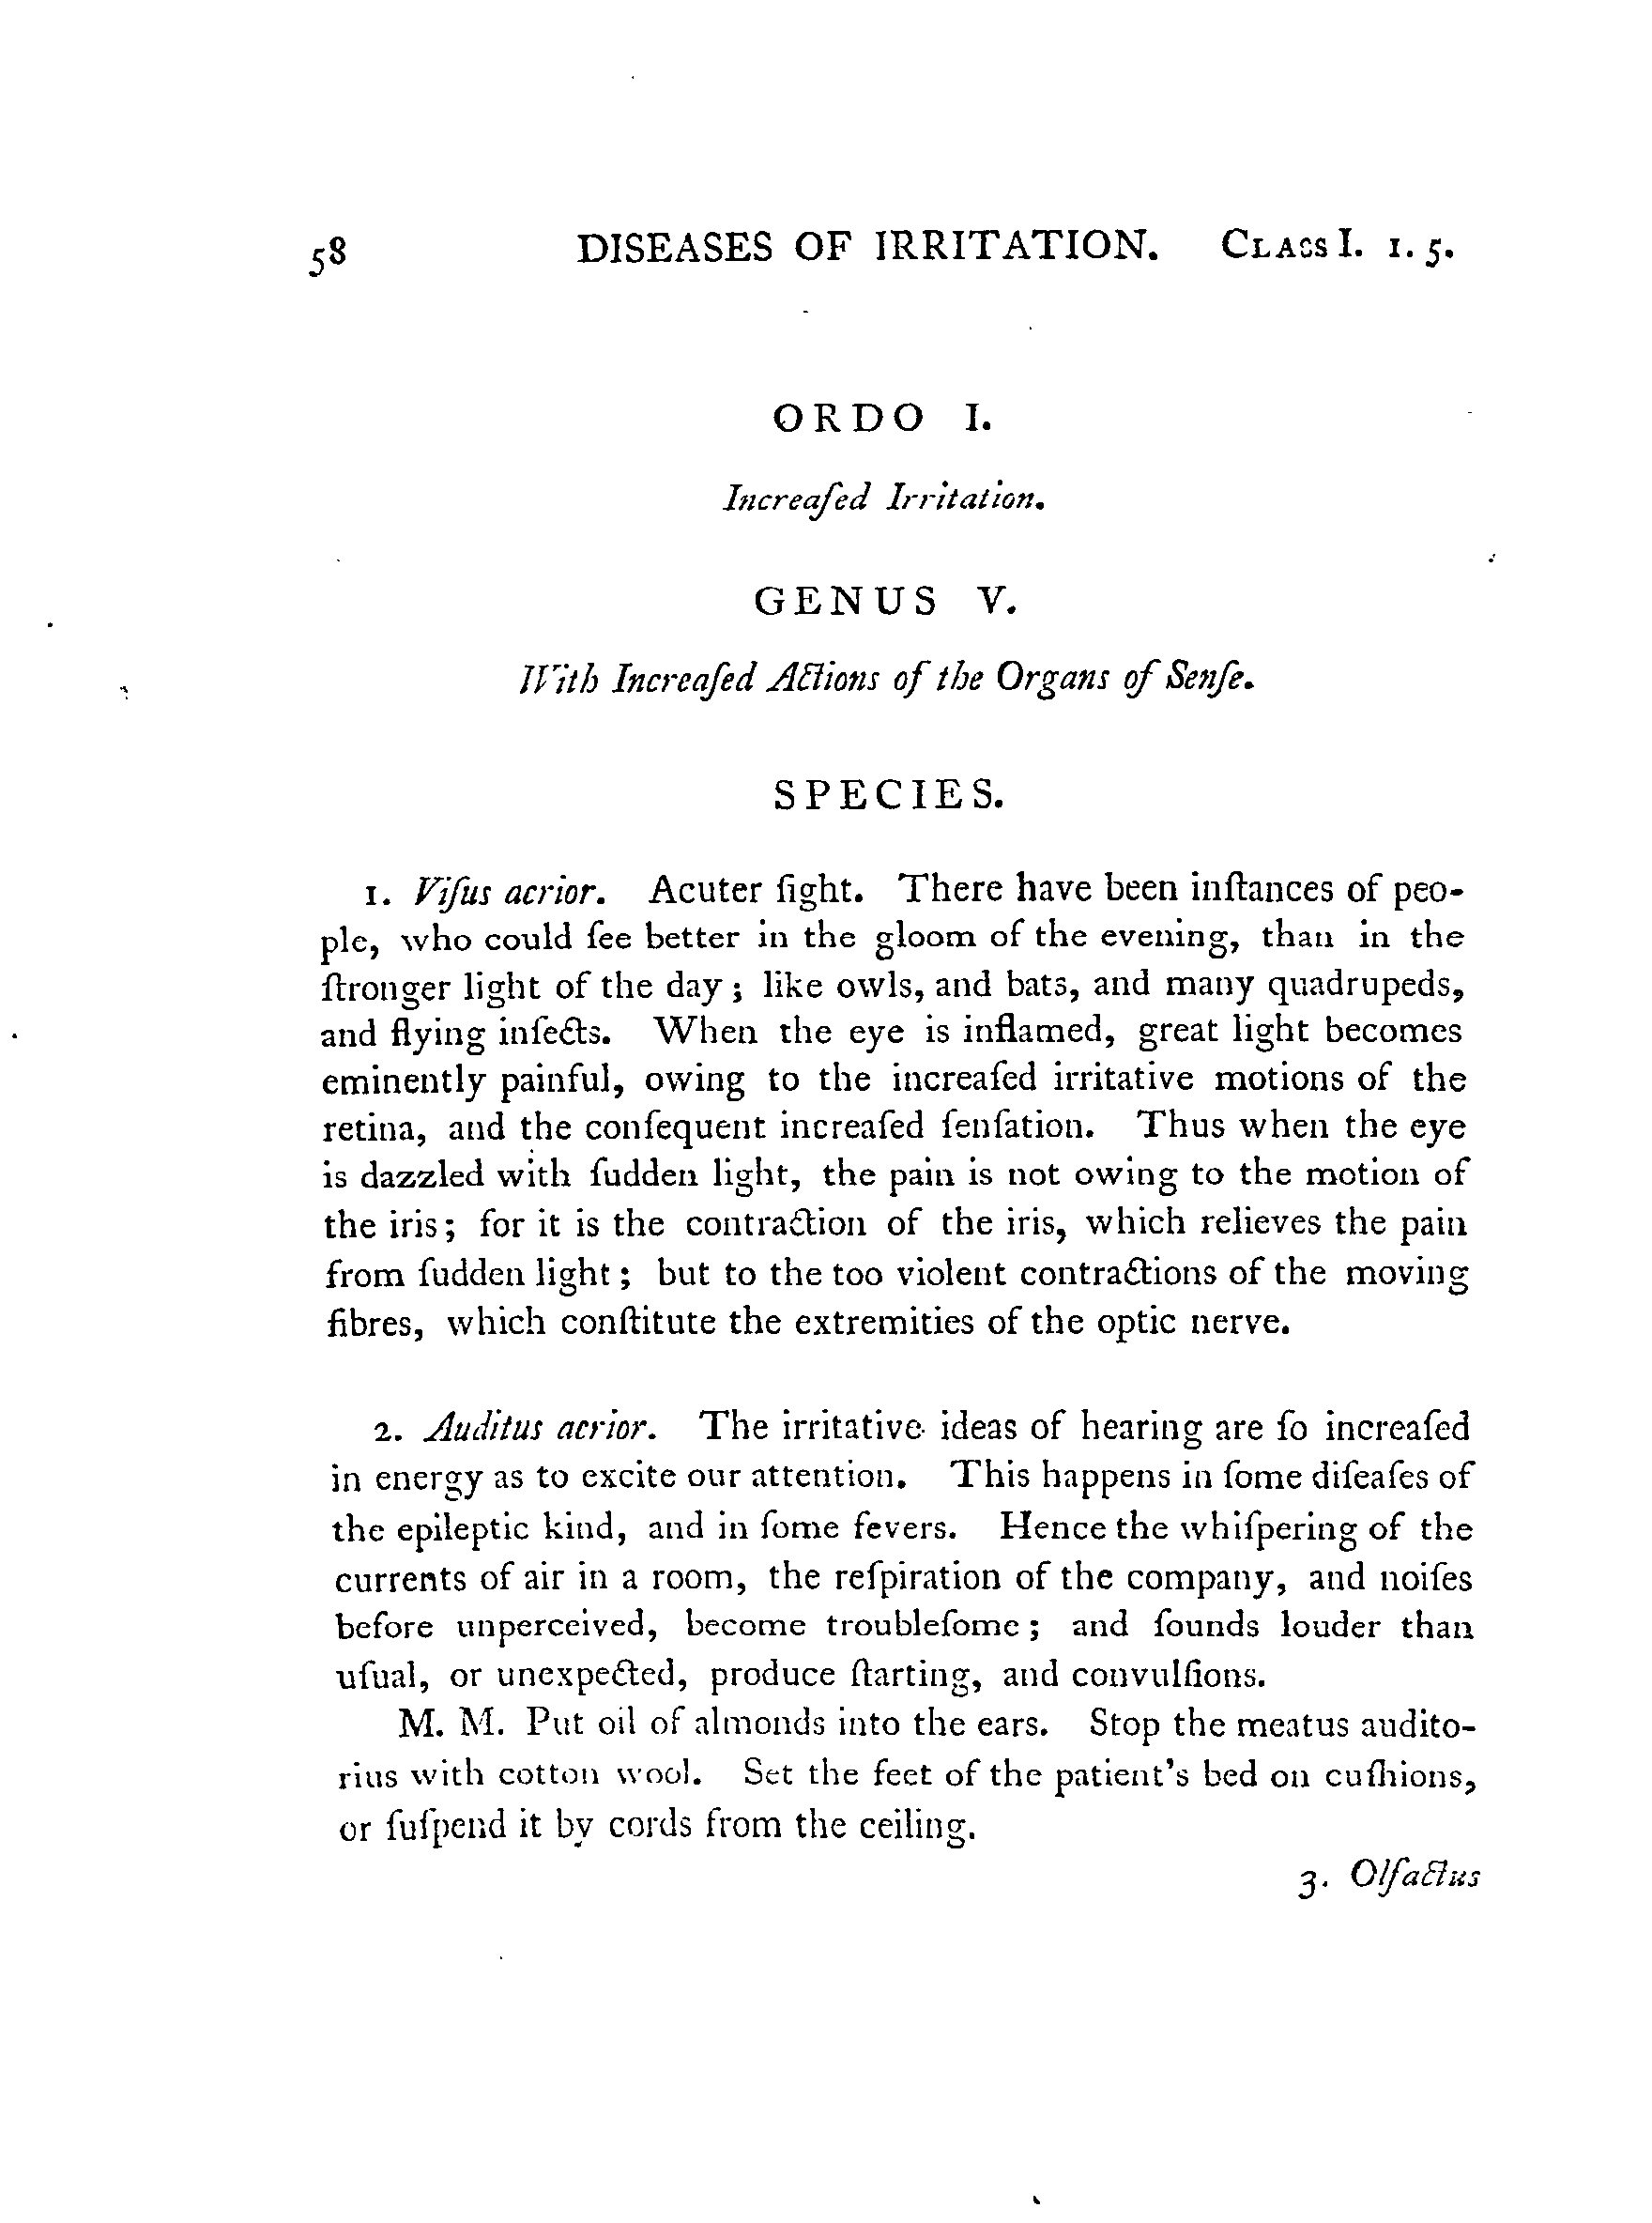 58 DISEASES OF IRRITATION. CLASS I. 1. 5.
ORDO I.
Increaſed Irritation.
GENUS V.
With Increaſed Actions of the Organs of Senſe.
SPECIES.
1. Viſus acrior. Acuter ſight. There have been inſtances of peo-
ple, who could ſee better in the gloom of the evening, than in the
ſtronger light of the day; like owls, and bats, and many quadrupeds,
and flying inſects. When the eye is inflamed, great light becomes
eminently painful, owing to the increaſed irritative motions of the
retina, and the conſequent increaſed ſenſation. Thus when the eye
is dazzled with ſudden light, the pain is not owing to the motion of
the iris; for it is the contraction of the iris, which relieves the pain
from ſudden light; but to the too violent contractions of the moving
fibres, which conſtitute the extremities of the optic nerve.
2. Auditus acrior. The irritative ideas of hearing are ſo increaſed
in energy as to excite our attention. This happens in ſome diſeaſes of
the epileptic kind, and in ſome fevers. Hence the whiſpering of the
currents of air in a room, the reſpiration of the company, and noiſes
before unperceived, become troubleſome; and ſounds louder than
uſual, or unexpected, produce ſtarting, and convulſions.
M. M. Put oil of almonds into the ears. Stop the meatus audito-
rius with cotton wool. Set the feet of the patient's bed on cuſhions,
or ſuſpend it by cords from the ceiling.
3. Olfactus